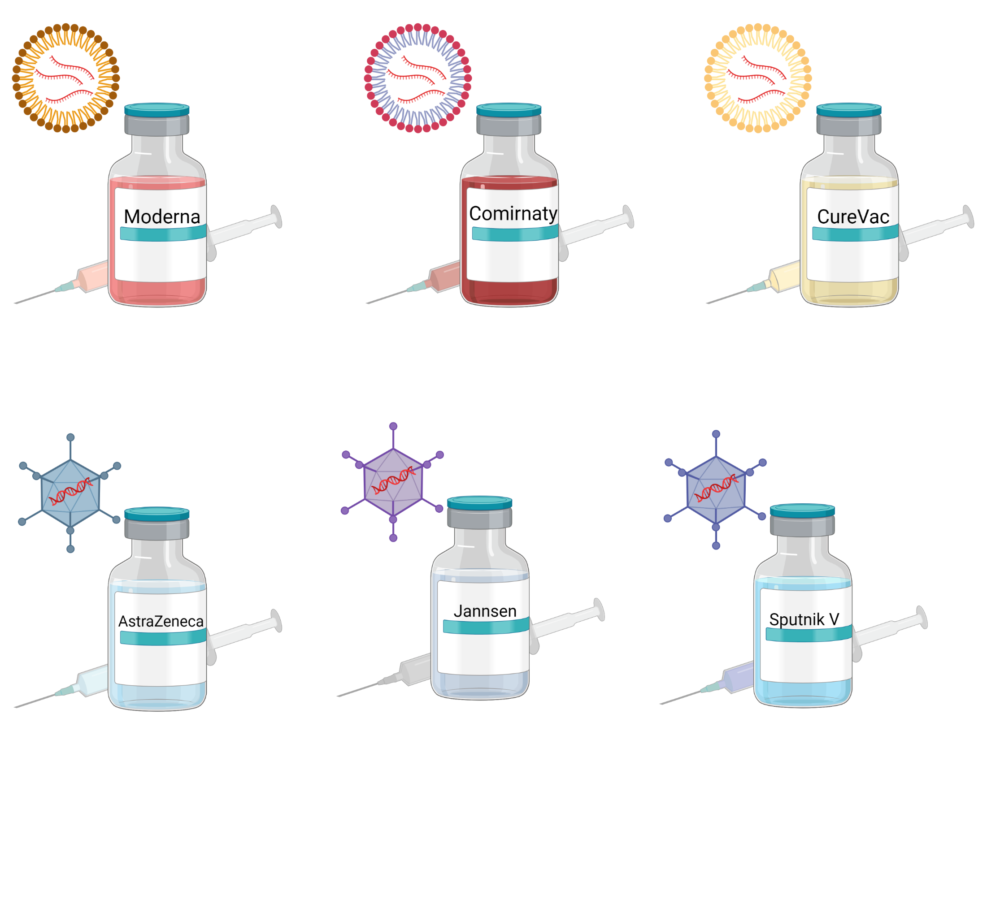 Moderna
Comirnaty
CureVac
AstraZeneca
Jannsen
Sputnik V